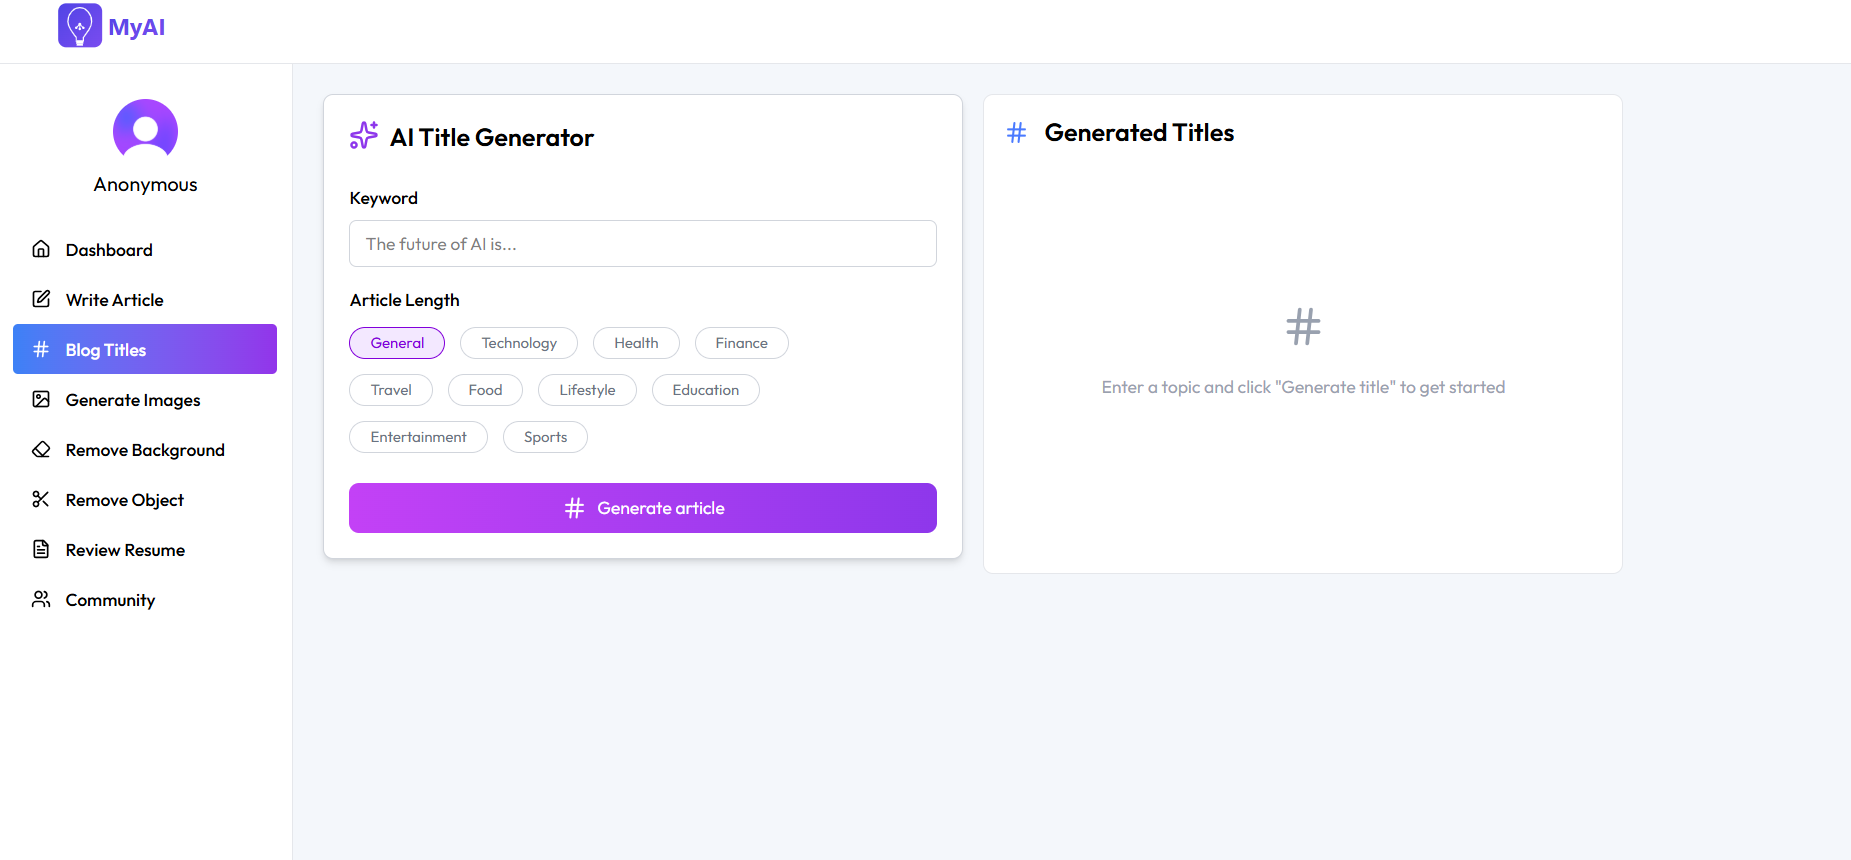 MyAI
Anonymous
Dashboard
Write Article
Blog Titles
Generate Images
Remove Background
Remove Object
Review Resume
Community
AI Title Generator
Keyword
The future of AI is...
Article Length
General Technology Health Finance
Travel Food Lifestyle Education
Entertainment Sports
Generate article
Generated Titles
Enter a topic and click "Generate title" to get started